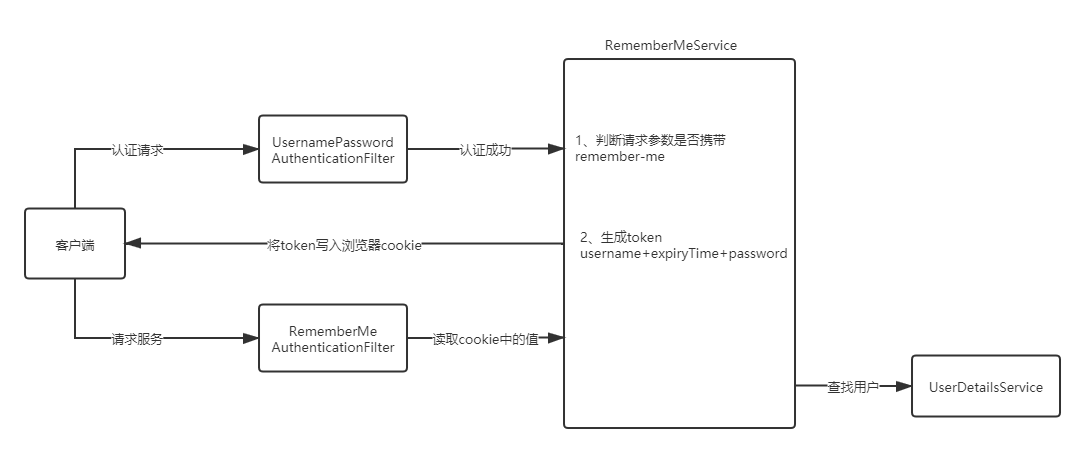 RememberMeService
UsernamePassword
AuthenticationFilter
认证请求
认证成功
1、判断请求参数是否携带
remember-me
客户端
将token写入浏览器cookie
2、生成token
username+expiryTime+password
请求服务
RememberMe
AuthenticationFilter
读取cookie中的值
查找用户
UserDetailsService